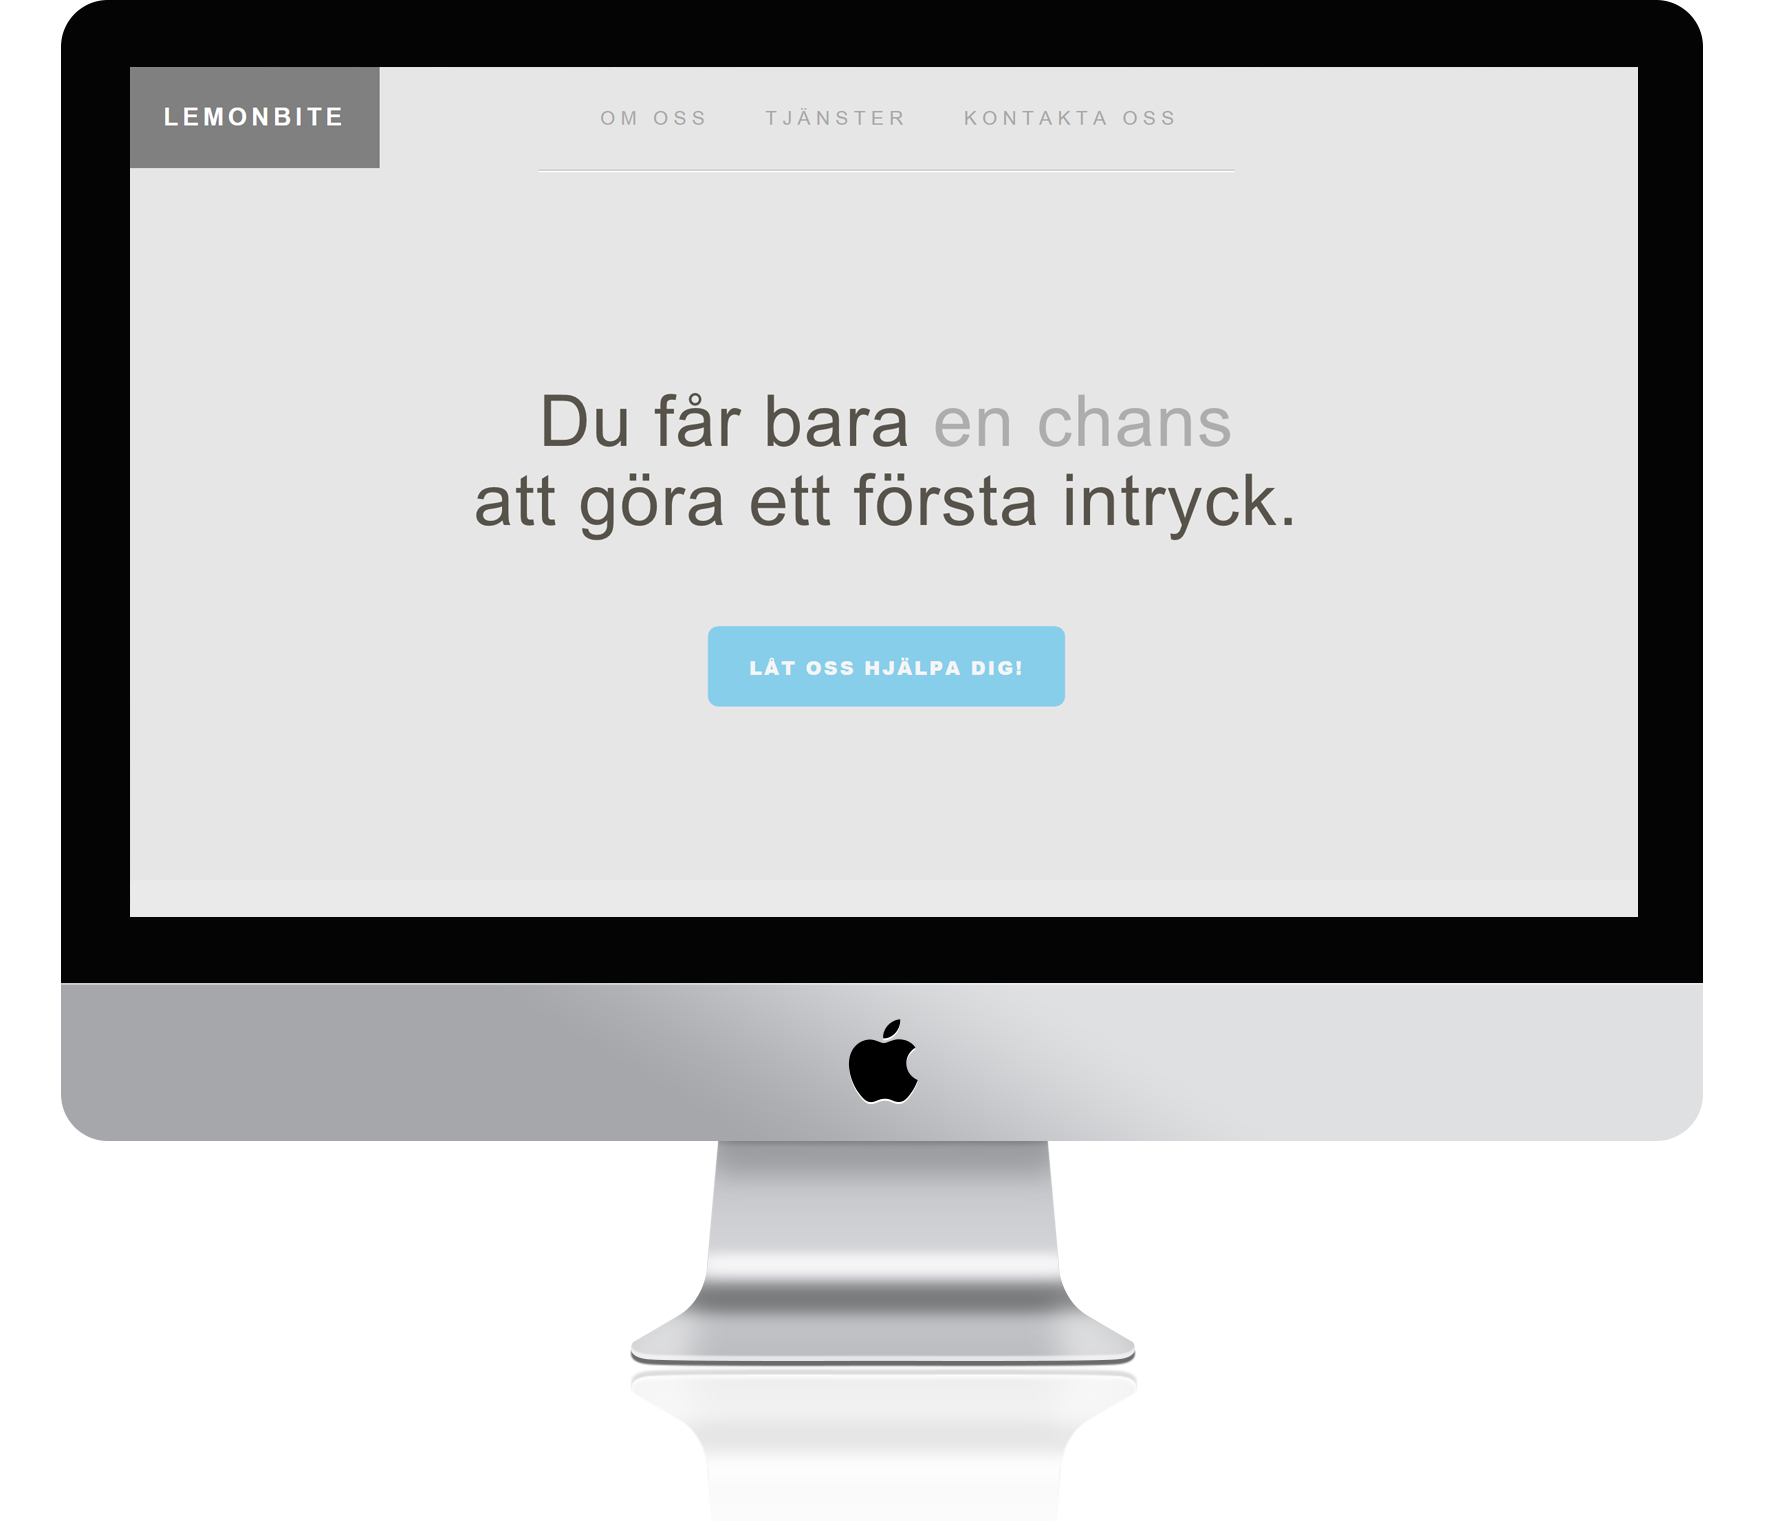 LEMONBITE
OM OSS TJÄNSTER KONTAKTA OSS
Du får bara en chans
att göra ett första intryck.
LÅT OSS HJÄLPA DIG!